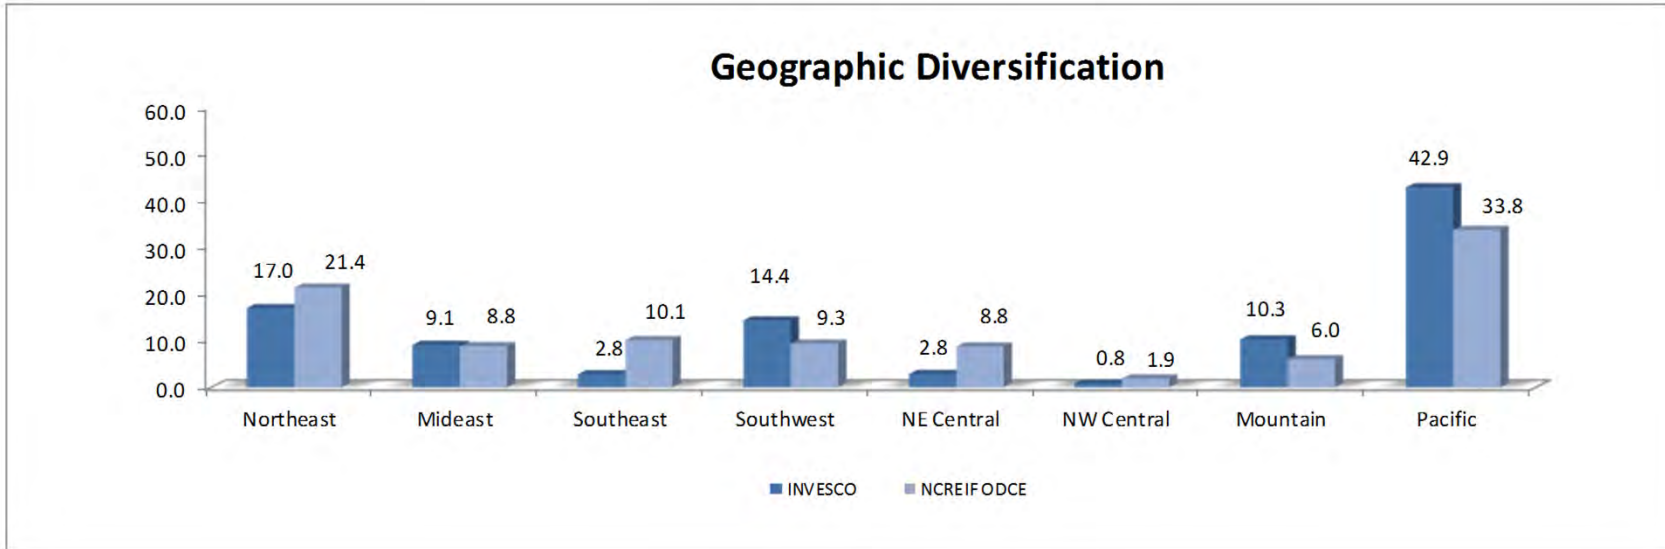 Geographic Diversification
60.0
50.0
40.0
30.0
20.0
10.0
0.0
17.0 21.4 9.1 8.8 2.8 10.1 14.4 9.3 2.8 8.8 0.8 1.9 10.3 6.0 42.9 33.8
Northeast Mideast Southeast Southwest NE Central NW Central Mountain Pacific
INVESCO NCREIF ODCE